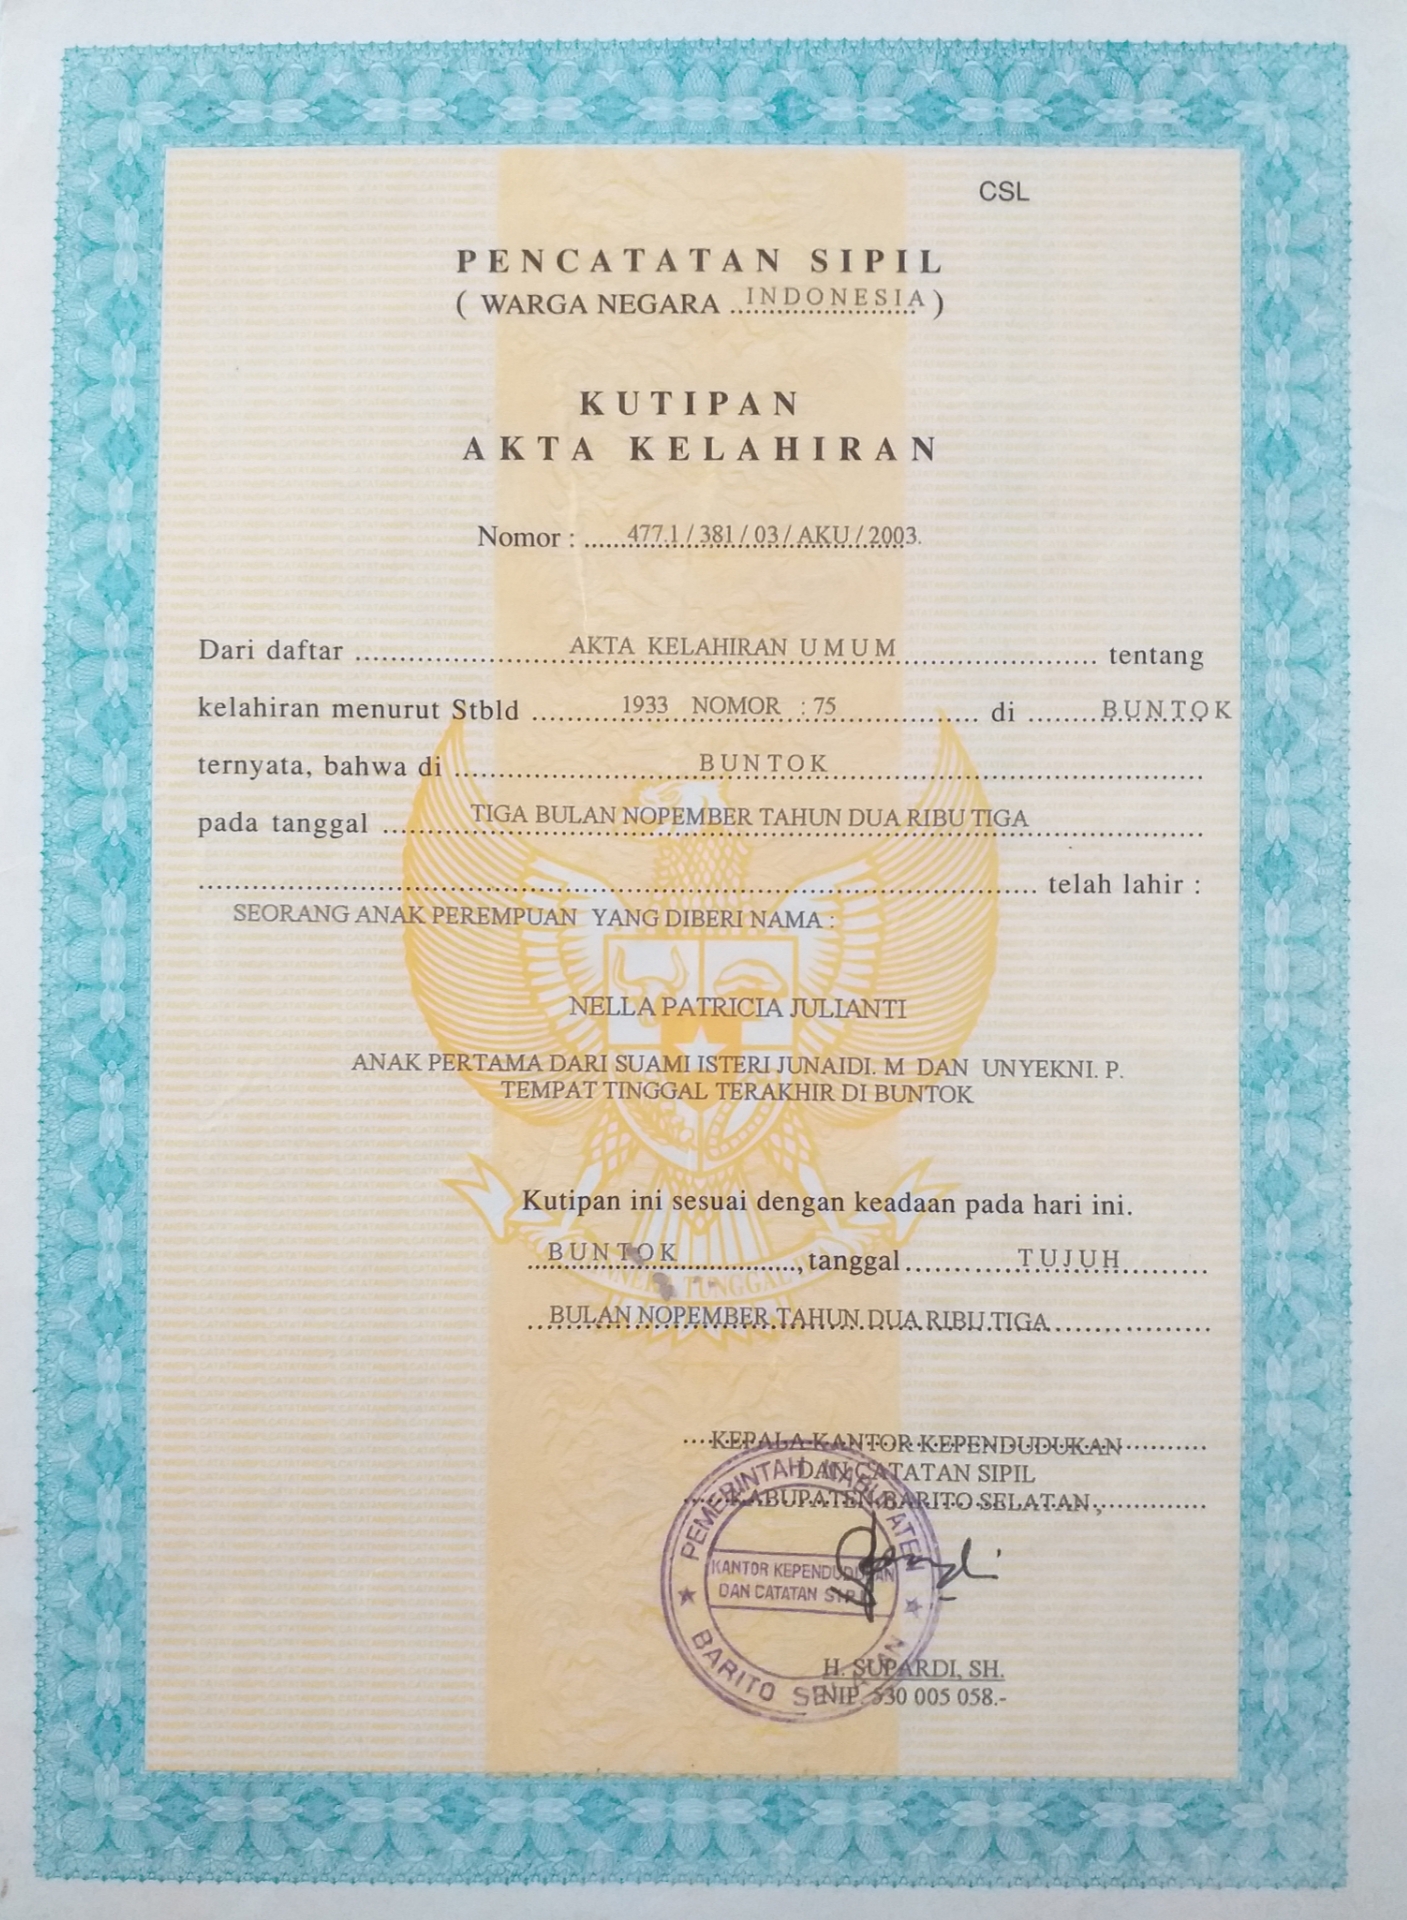 CSL
PENCATATAN SIPIL
( WARGA NEGARA INDONESIA )
KUTIPAN
AKTA KELAHIRAN
Nomor : 477.1 / 381 / 03 / AKU / 2003.
Dari daftar AKTA KELAHIRAN UMUM tentang
kelahiran menurut Stbld 1933 NOMOR : 75 di BUNTOK
ternyata, bahwa di BUNTOK
pada tanggal TIGA BULAN NOPEMBER TAHUN DUA RIBU TIGA
telah lahir :
SEORANG ANAK PEREMPUAN YANG DIBERI NAMA :
NELLA PATRICIA JULIANTI
ANAK PERTAMA DARI SUAMI ISTERI JUNAIDI. M DAN UNYEKNI. P.
TEMPAT TINGGAL TERAKHIR DI BUNTOK
Kutipan ini sesuai dengan keadaan pada hari ini.
BUNTOK, tanggal TUJUH
BULAN NOPEMBER TAHUN DUA RIBU TIGA
KEPALA KANTOR KEPENDUDUKAN
DAN CATATAN SIPIL
KABUPATEN BARITO SELATAN,
PEMERINTAH KABUPATEN
KANTOR KEPENDUDUKAN
DAN CATATAN SIPIL
BARITO SELATAN
H. SUPARDI, SH.
NIP. 530 005 058.-